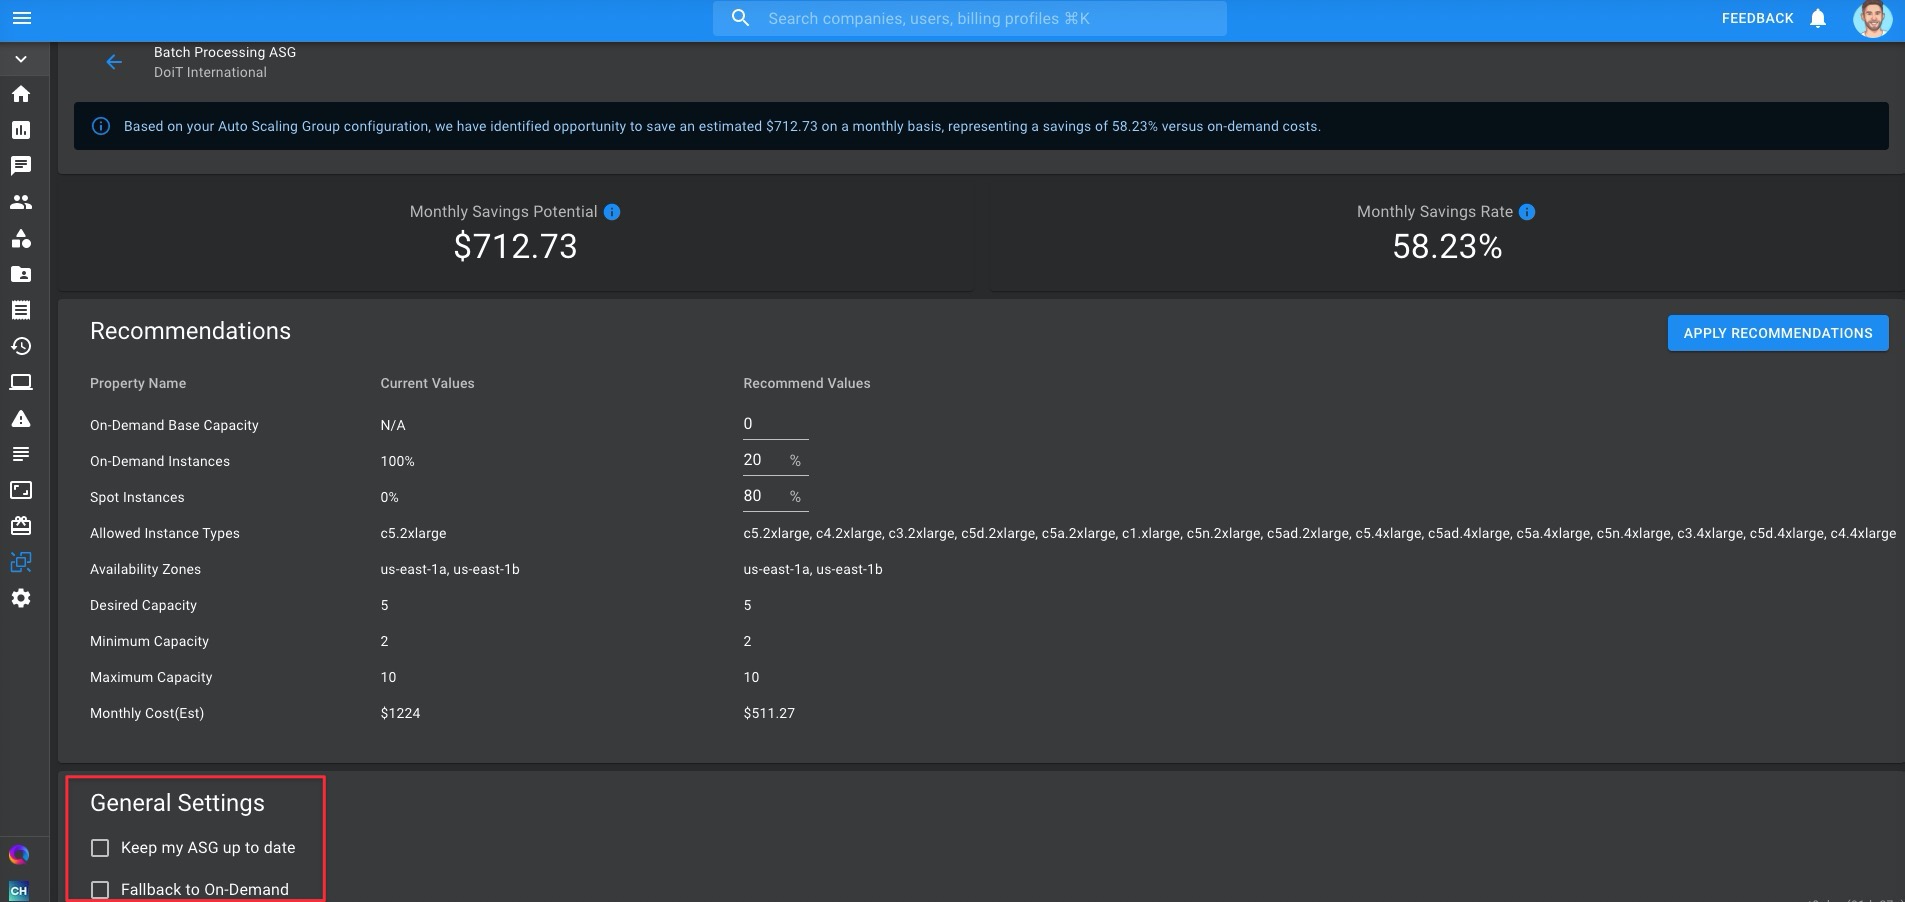 Search companies, users, billing profiles ⌘K
FEEDBACK
Batch Processing ASG
DoiT International
Based on your Auto Scaling Group configuration, we have identified opportunity to save an estimated $712.73 on a monthly basis, representing a savings of 58.23% versus on-demand costs.
Monthly Savings Potential
$712.73
Monthly Savings Rate
58.23%
Recommendations
APPLY RECOMMENDATIONS
Property Name Current Values Recommend Values
On-Demand Base Capacity N/A 0
On-Demand Instances 100% 20 %
Spot Instances 0% 80 %
Allowed Instance Types c5.2xlarge c5.2xlarge, c4.2xlarge, c3.2xlarge, c5d.2xlarge, c5a.2xlarge, c1.xlarge, c5n.2xlarge, c5ad.2xlarge, c5.4xlarge, c5ad.4xlarge, c5a.4xlarge, c5n.4xlarge, c3.4xlarge, c5d.4xlarge, c4.4xlarge
Availability Zones us-east-1a, us-east-1b us-east-1a, us-east-1b
Desired Capacity 5 5
Minimum Capacity 2 2
Maximum Capacity 10 10
Monthly Cost(Est) $1224 $511.27
General Settings
Keep my ASG up to date
Fallback to On-Demand
CH